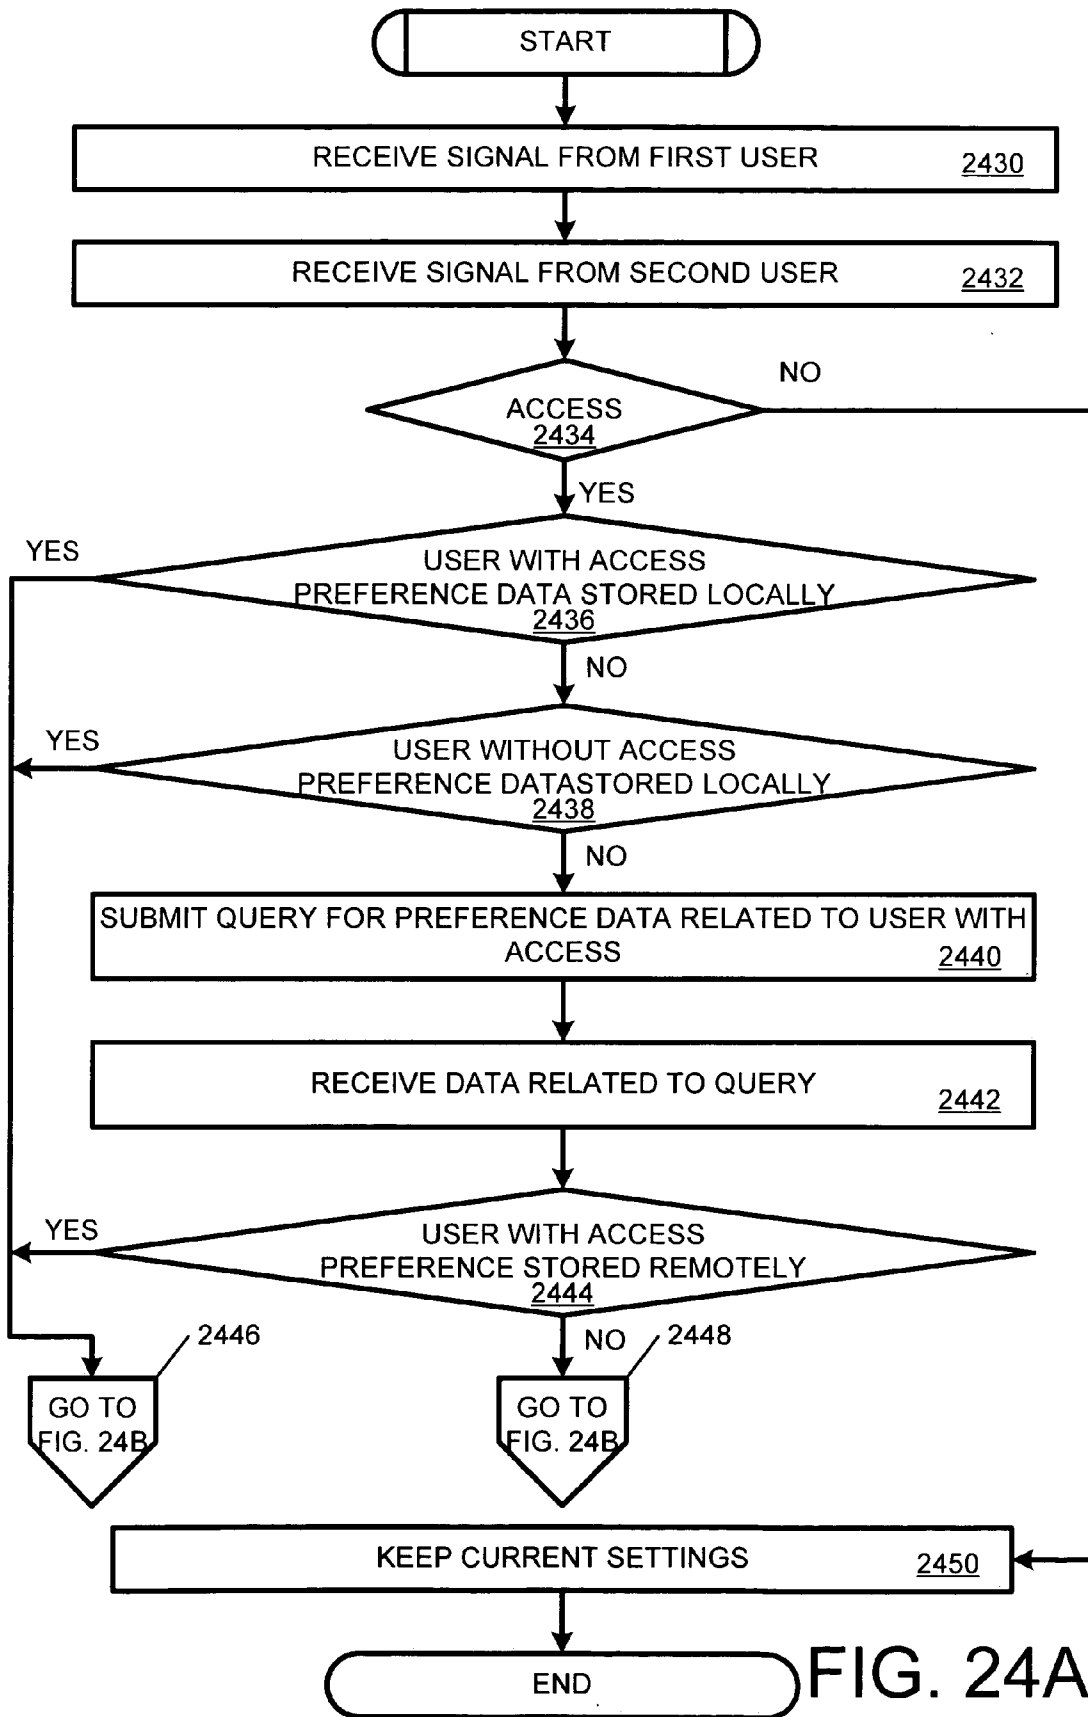 START
RECEIVE SIGNAL FROM FIRST USER 2430
RECEIVE SIGNAL FROM SECOND USER 2432
NO
ACCESS
2434
YES
YES
USER WITH ACCESS
PREFERENCE DATA STORED LOCALLY
2436
NO
YES
USER WITHOUT ACCESS
PREFERENCE DATASTORED LOCALLY
2438
NO
SUBMIT QUERY FOR PREFERENCE DATA RELATED TO USER WITH
ACCESS 2440
RECEIVE DATA RELATED TO QUERY 2442
YES
USER WITH ACCESS
PREFERENCE STORED REMOTELY
2444
NO
2446
2448
GO TO
FIG. 24B
GO TO
FIG. 24B
KEEP CURRENT SETTINGS 2450
END
FIG. 24A